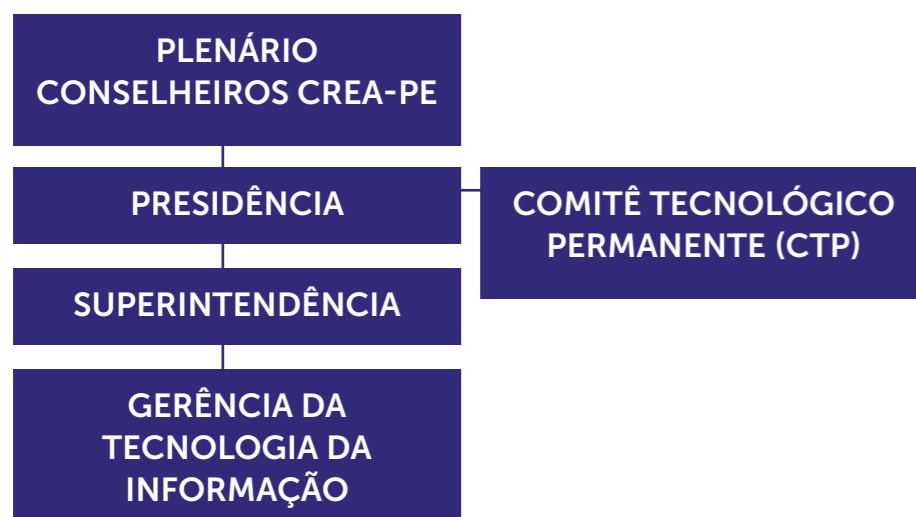 PLENÁRIO
CONSELHEIROS CREA-PE
PRESIDÊNCIA
COMITÊ TECNOLÓGICO
PERMANENTE (CTP)
SUPERINTENDÊNCIA
GERÊNCIA DA
TECNOLOGIA DA
INFORMAÇÃO